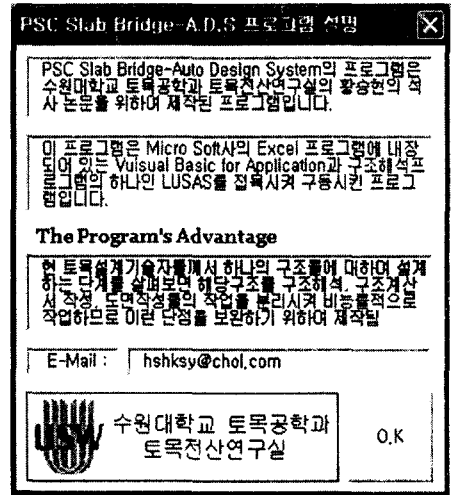 PSC Slab Bridge-A.D.S 프로그램 설명
PSC Slab Bridge-Auto Design System의 프로그램은
수원대학교 토목공학과 토목전산연구실의 황승현의 석
사 논문을 위하여 제작된 프로그램입니다.
이 프로그램은 Micro Soft사의 Excel 프로그램에 내장
되어 있는 Vuisual Basic for Application과 구조해석프
로그램의 하나인 LUSAS를 접목시켜 구동시킨 프로그
램입니다.
The Program's Advantage
현 토목설계기술자들께서 하나의 구조물에 대하여 설계
하는 단계를 살펴보면 해당구조물 구조해석, 구조계산
서 작성, 도면작성들의 작업을 분리시켜 비능률적으로
작업하므로 이런 단점을 보완하기 위하여 제작됨
E-Mail :
hshksy@chol.com
USW 수원대학교 토목공학과
토목전산연구실
O.K